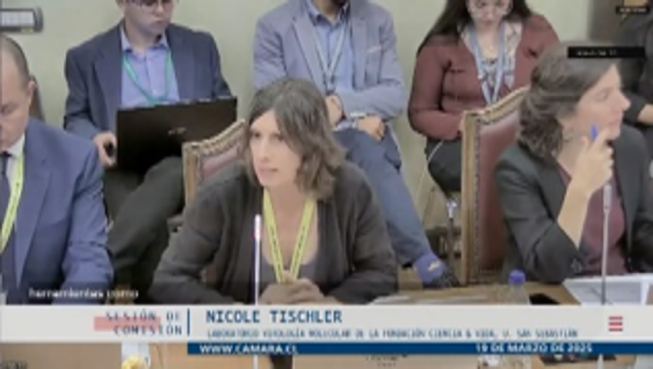 herramientas como
SESIÓN DE
COMISIÓN
NICOLE TISCHLER
LABORATORIO VIROLOGÍA MOLECULAR DE LA FUNDACIÓN CIENCIA & VIDA, U. SAN SEBASTIÁN
WWW.CAMARA.CL
19 DE MARZO DE 2025